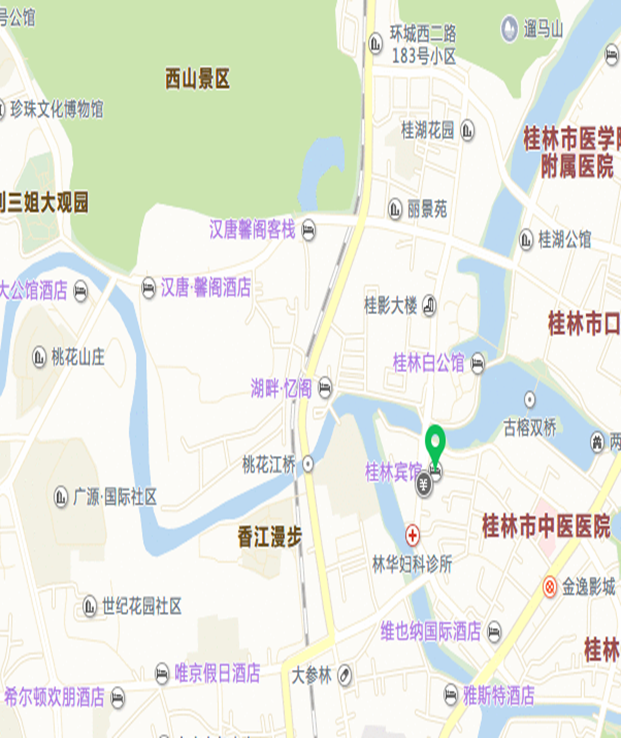 号公馆
环城西二路
183号小区
遛马山
西山景区
珍珠文化博物馆
桂湖花园
桂林市医学院
附属医院
刘三姐大观园
丽景苑
汉唐馨阁客栈
桂湖公馆
大公馆酒店
汉唐·馨阁酒店
桂影大楼
桂林市口
桃花山庄
桂林白公馆
湖畔·忆阁
古榕双桥
两
桃花江桥
桂林宾馆
广源·国际社区
香江漫步
桂林市中医医院
林华妇科诊所
金逸影城
世纪花园社区
维也纳国际酒店
桂林
唯京假日酒店
大参林
希尔顿欢朋酒店
雅斯特酒店